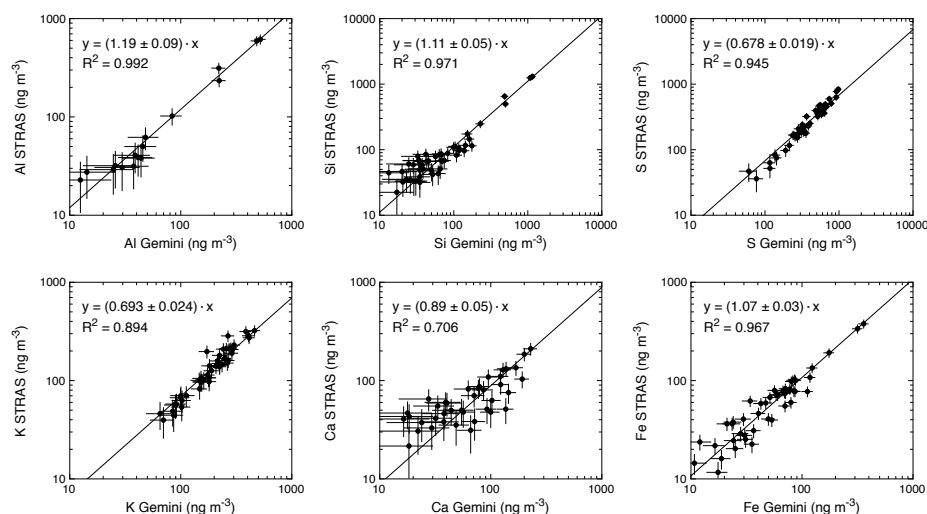 1000
100
10
10
100
1000
Al STRAS (ng m⁻³)
Al Gemini (ng m⁻³)
y = (1.19 ± 0.09) · x
R² = 0.992
10000
1000
100
10
10
100
1000
10000
Si STRAS (ng m⁻³)
Si Gemini (ng m⁻³)
y = (1.11 ± 0.05) · x
R² = 0.971
10000
1000
100
10
10
100
1000
10000
S STRAS (ng m⁻³)
S Gemini (ng m⁻³)
y = (0.678 ± 0.019) · x
R² = 0.945
1000
100
10
10
100
1000
K STRAS (ng m⁻³)
K Gemini (ng m⁻³)
y = (0.693 ± 0.024) · x
R² = 0.894
1000
100
10
10
100
1000
Ca STRAS (ng m⁻³)
Ca Gemini (ng m⁻³)
y = (0.89 ± 0.05) · x
R² = 0.706
1000
100
10
10
100
1000
Fe STRAS (ng m⁻³)
Fe Gemini (ng m⁻³)
y = (1.07 ± 0.03) · x
R² = 0.967